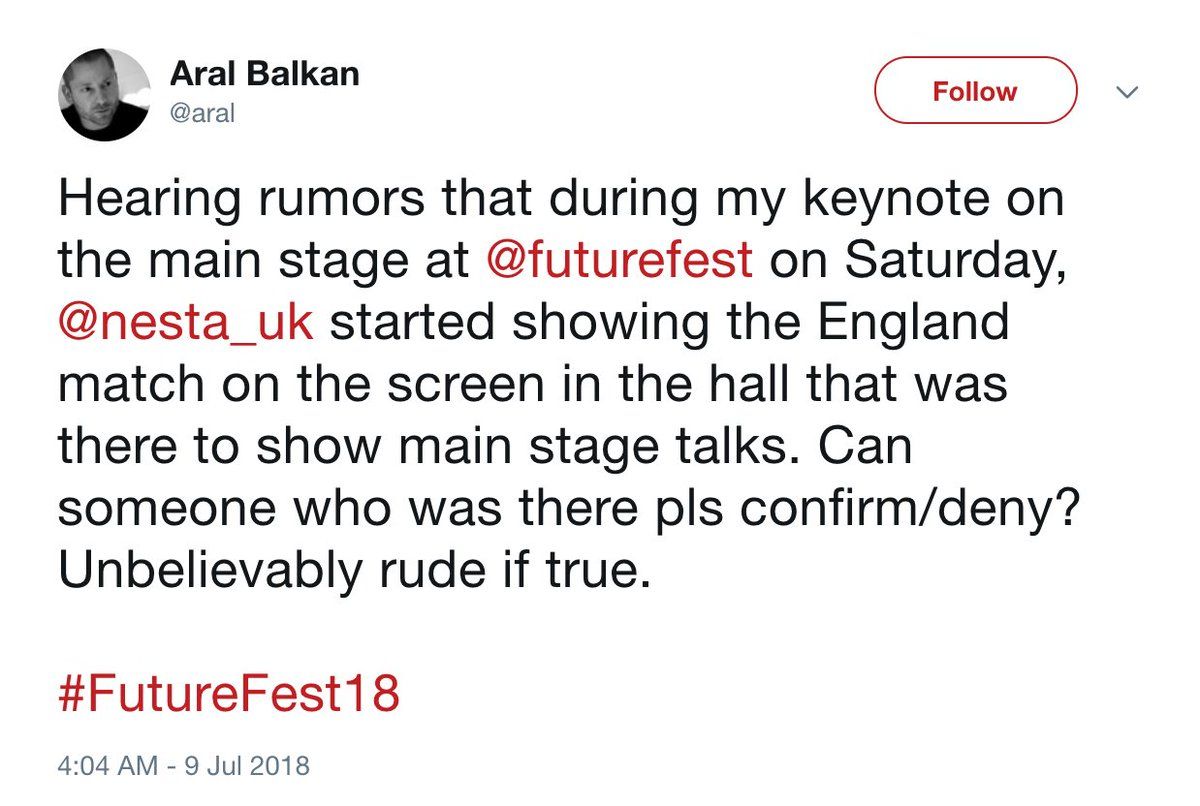 Aral Balkan
@aral
Follow
Hearing rumors that during my keynote on
the main stage at @futurefest on Saturday,
@nesta_uk started showing the England
match on the screen in the hall that was
there to show main stage talks. Can
someone who was there pls confirm/deny?
Unbelievably rude if true.
#FutureFest18
4:04 AM - 9 Jul 2018